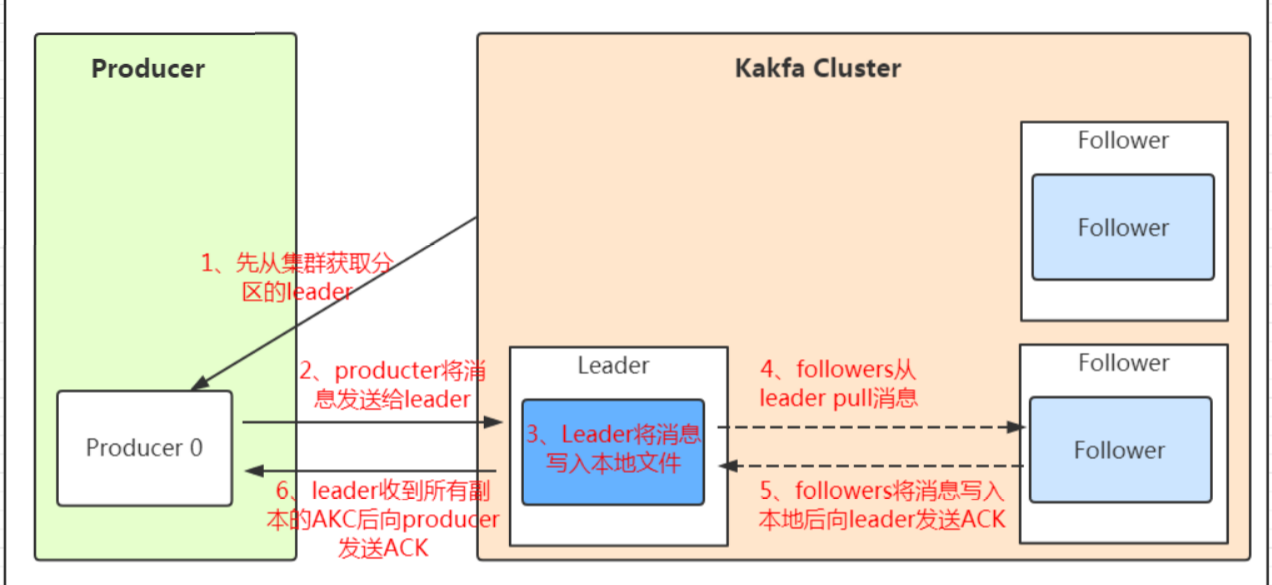 Producer
Kakfa Cluster
Follower
Follower
1、先从集群获取分
区的leader
2、producter将消
息发送给leader
Leader
4、followers从
leader pull消息
Follower
Producer 0
3、Leader将消息
写入本地文件
Follower
6、leader收到所有副
本的AKC后向producer
发送ACK
5、followers将消息写入
本地后向leader发送ACK